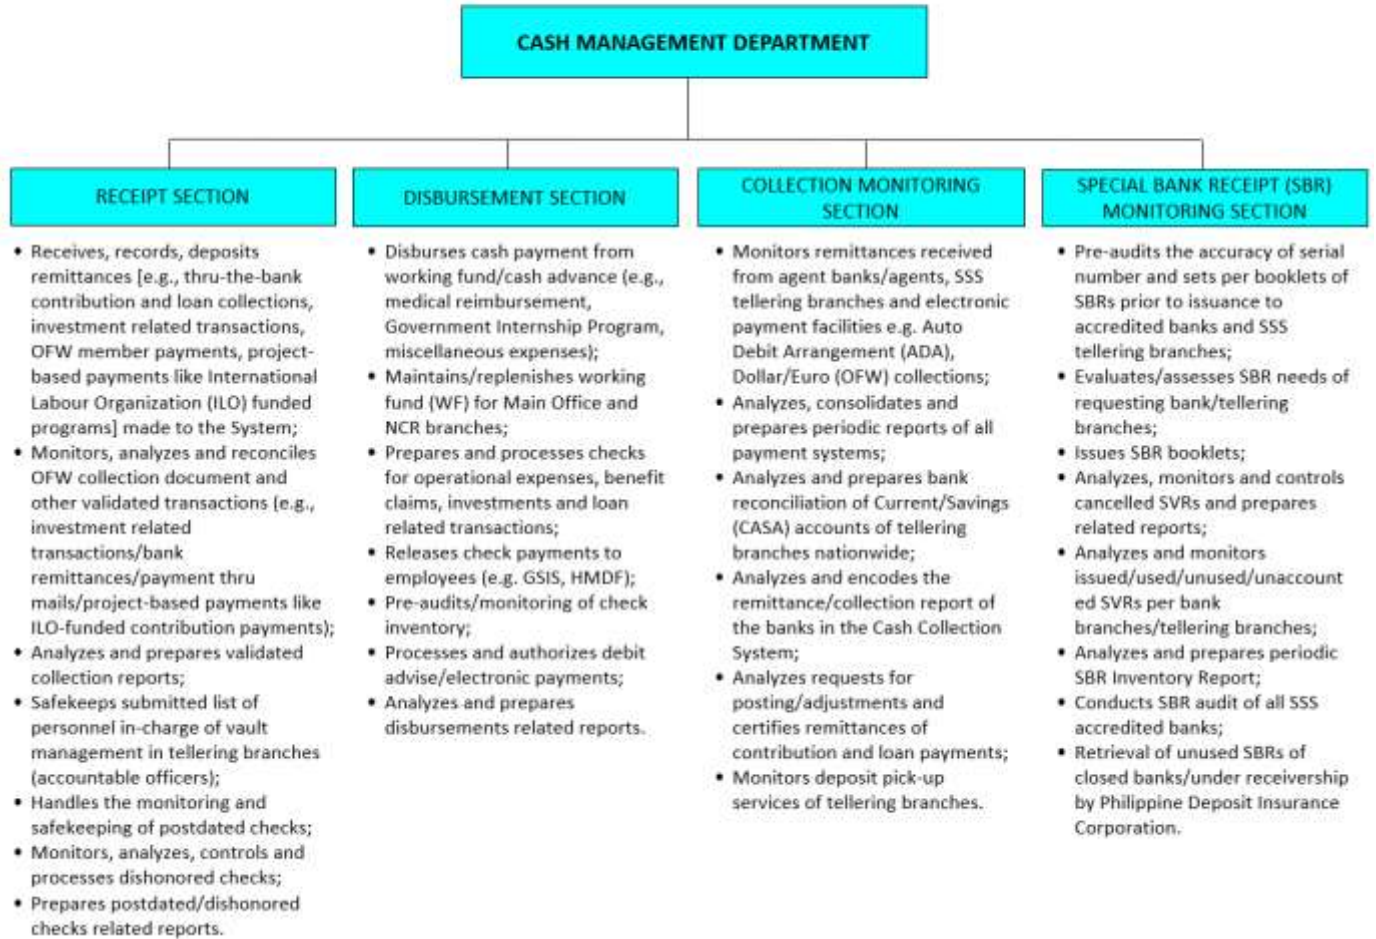 CASH MANAGEMENT DEPARTMENT
RECEIPT SECTION
• Receives, records, deposits
remittances [e.g., thru-the-bank
contribution and loan collections,
investment related transactions,
OFW member payments, project-
based payments like International
Labour Organization (ILO) funded
programs] made to the System;
• Monitors, analyzes and reconciles
OFW collection document and
other validated transactions (e.g.,
investment related
transactions/bank
remittances/payment thru
mails/project-based payments like
ILO-funded contribution payments);
• Analyzes and prepares validated
collection reports;
• Safekeeps submitted list of
personnel in-charge of vault
management in tellering branches
(accountable officers);
• Handles the monitoring and
safekeeping of postdated checks;
• Monitors, analyzes, controls and
processes dishonored checks;
• Prepares postdated/dishonored
checks related reports.
DISBURSEMENT SECTION
• Disburses cash payment from
working fund/cash advance (e.g.,
medical reimbursement,
Government Internship Program,
miscellaneous expenses);
• Maintains/replenishes working
fund (WF) for Main Office and
NCR branches;
• Prepares and processes checks
for operational expenses, benefit
claims, investments and loan
related transactions;
• Releases check payments to
employees (e.g. GSIS, HMDF);
• Pre-audits/monitoring of check
inventory;
• Processes and authorizes debit
advise/electronic payments;
• Analyzes and prepares
disbursements related reports.
COLLECTION MONITORING
SECTION
• Monitors remittances received
from agent banks/agents, SSS
tellering branches and electronic
payment facilities e.g. Auto
Debit Arrangement (ADA),
Dollar/Euro (OFW) collections;
• Analyzes, consolidates and
prepares periodic reports of all
payment systems;
• Analyzes and prepares bank
reconciliation of Current/Savings
(CASA) accounts of tellering
branches nationwide;
• Analyzes and encodes the
remittance/collection report of
the banks in the Cash Collection
System;
• Analyzes requests for
posting/adjustments and
certifies remittances of
contribution and loan payments;
• Monitors deposit pick-up
services of tellering branches.
SPECIAL BANK RECEIPT (SBR)
MONITORING SECTION
• Pre-audits the accuracy of serial
number and sets per booklets of
SBRs prior to issuance to
accredited banks and SSS
tellering branches;
• Evaluates/assesses SBR needs of
requesting bank/tellering
branches;
• Issues SBR booklets;
• Analyzes, monitors and controls
cancelled SVRs and prepares
related reports;
• Analyzes and monitors
issued/used/unused/unaccount
ed SVRs per bank
branches/tellering branches;
• Analyzes and prepares periodic
SBR Inventory Report;
• Conducts SBR audit of all SSS
accredited banks;
• Retrieval of unused SBRs of
closed banks/under receivership
by Philippine Deposit Insurance
Corporation.